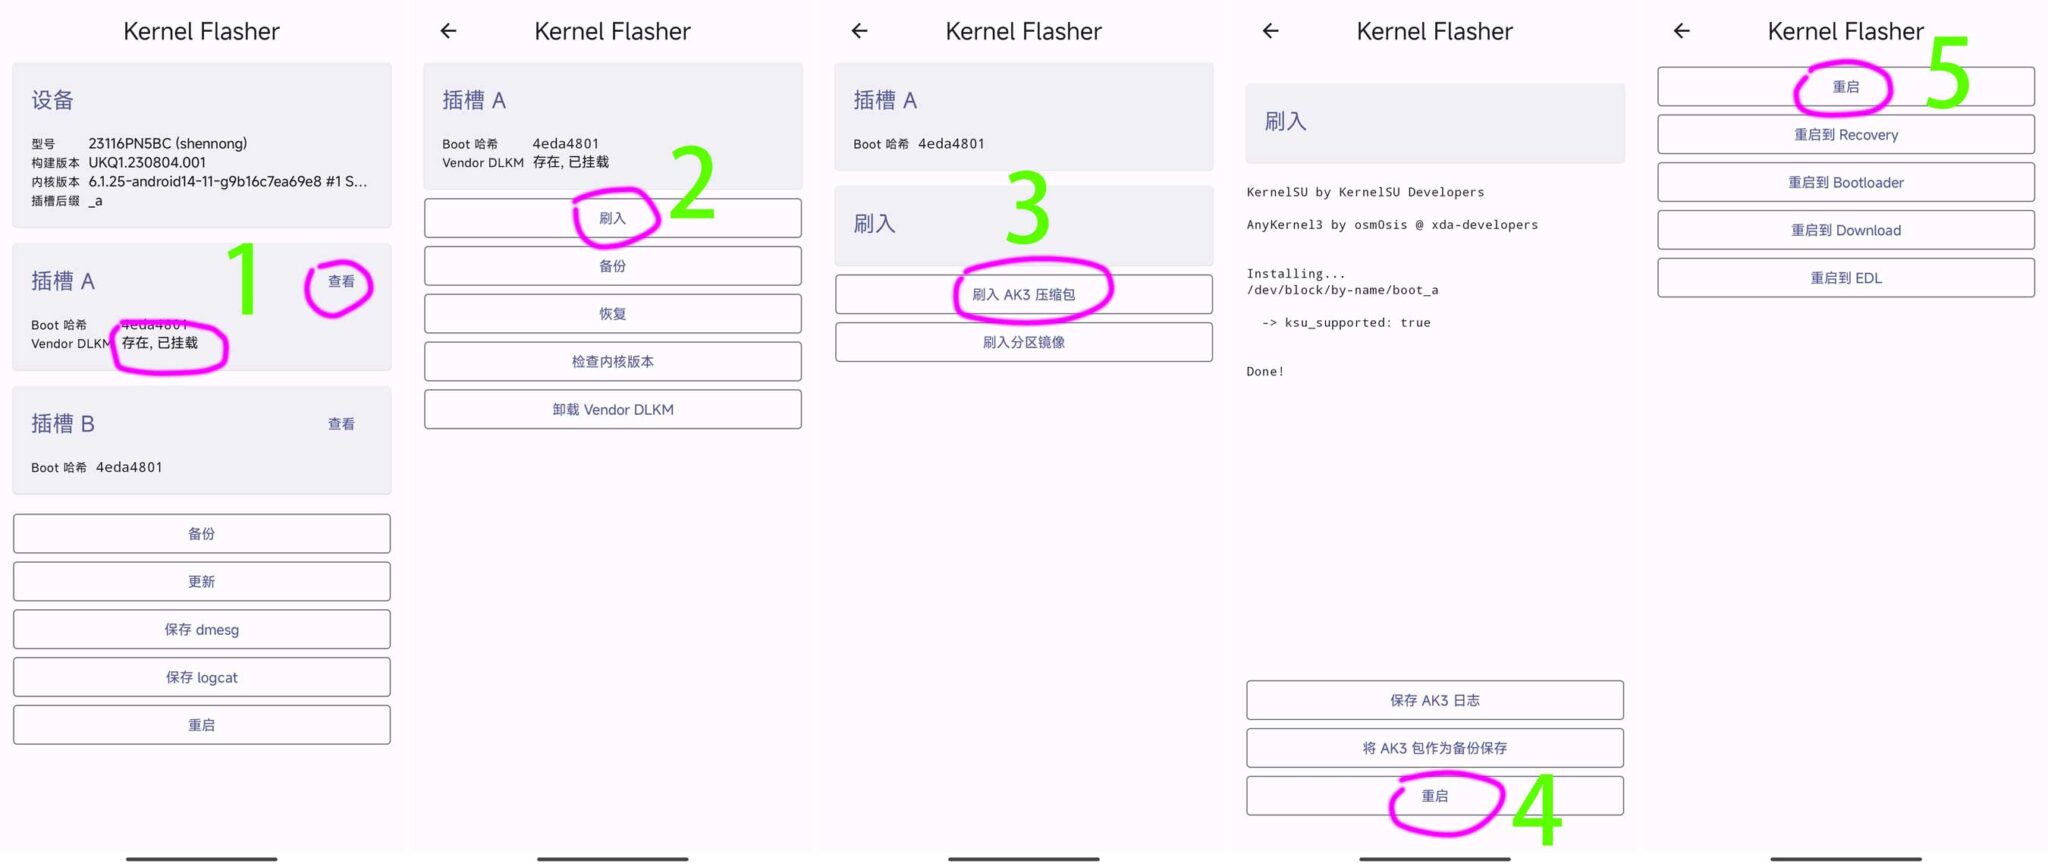 Kernel Flasher
设备
型号 23116PN5BC (shennong)
构建版本 UKQ1.230804.001
内核版本 6.1.25-android14-11-g9b16c7ea69e8 #1 S...
插槽后缀 _a
插槽 A 查看
1
Boot 哈希 4eda4801
Vendor DLKM 存在, 已挂载
插槽 B 查看
Boot 哈希 4eda4801
备份
更新
保存 dmesg
保存 logcat
重启
Kernel Flasher
插槽 A
Boot 哈希 4eda4801
Vendor DLKM 存在, 已挂载
2
刷入
备份
恢复
检查内核版本
卸载 Vendor DLKM
Kernel Flasher
插槽 A
Boot 哈希 4eda4801
3
刷入
刷入 AK3 压缩包
刷入分区镜像
Kernel Flasher
刷入
KernelSU by KernelSU Developers
AnyKernel3 by osm0sis @ xda-developers
Installing...
/dev/block/by-name/boot_a
-> ksu_supported: true
Done!
保存 AK3 日志
将 AK3 包作为备份保存
重启
4
Kernel Flasher
5
重启
重启到 Recovery
重启到 Bootloader
重启到 Download
重启到 EDL